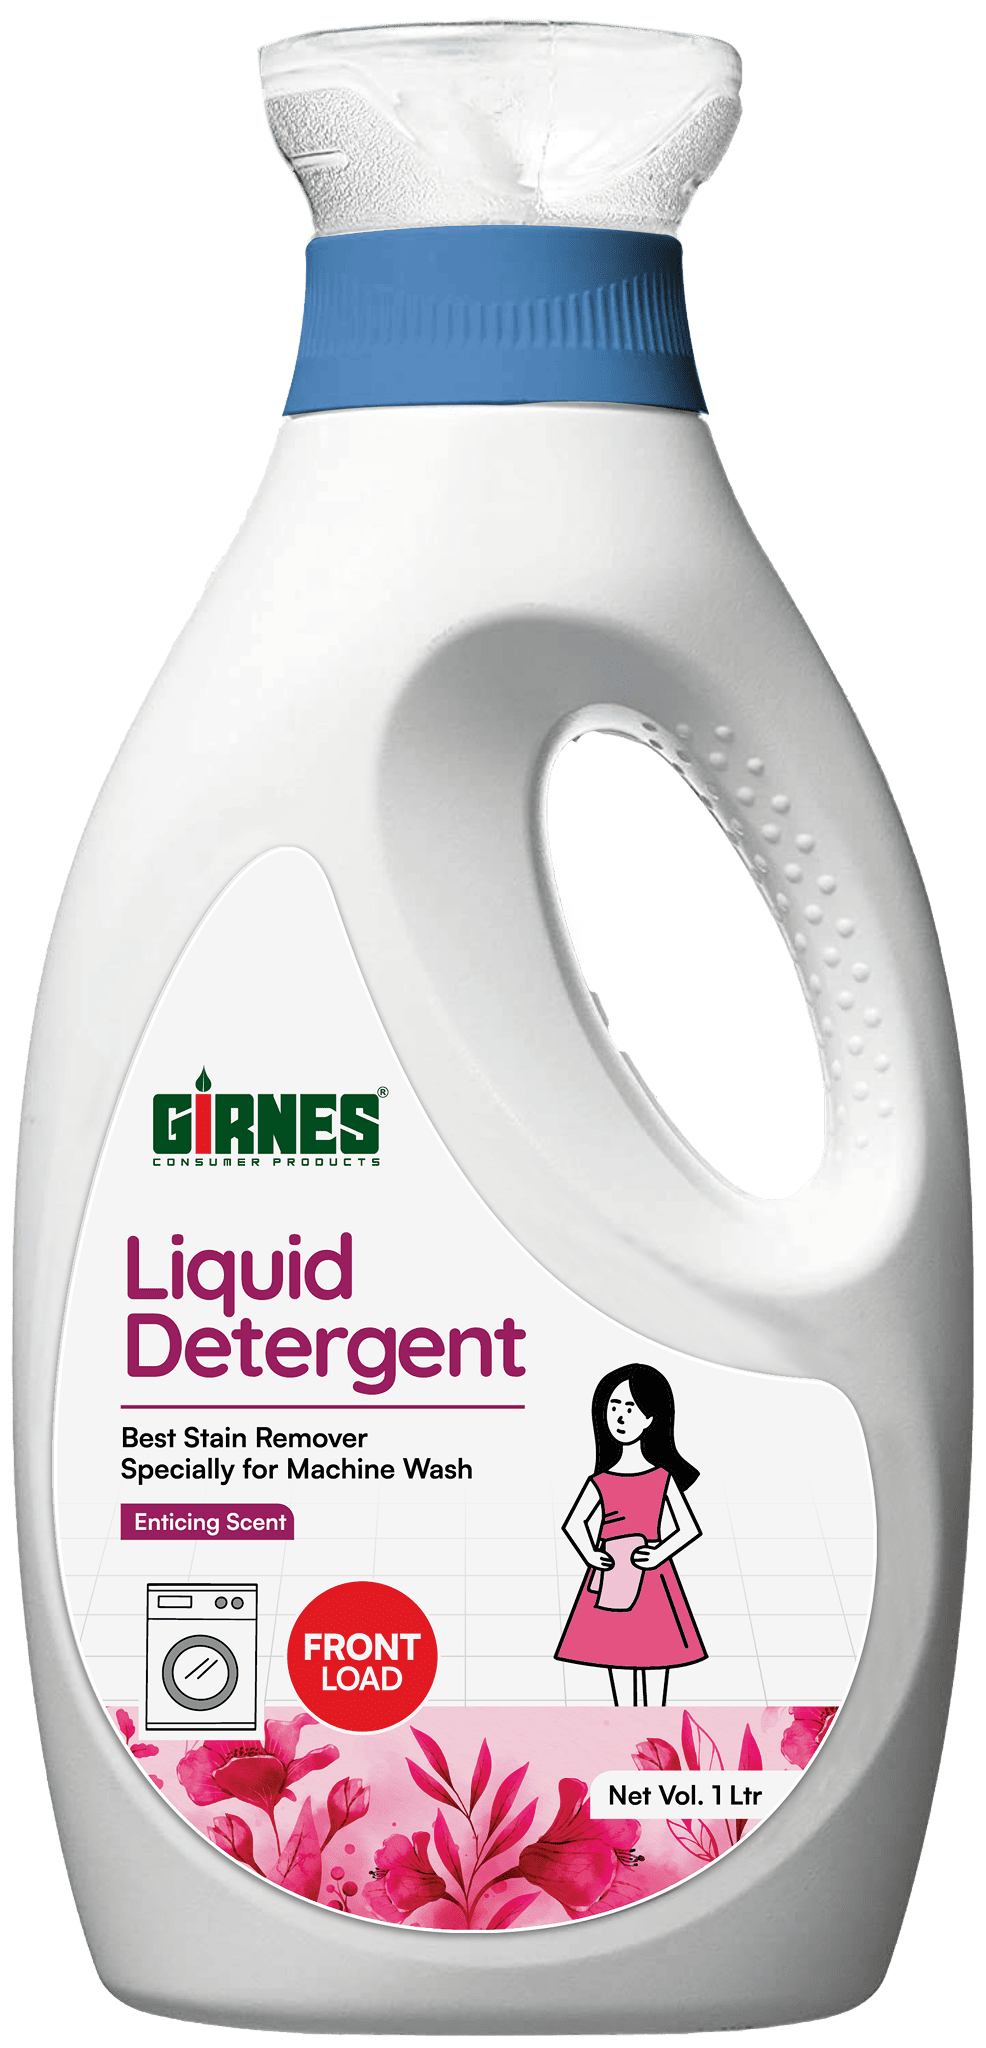 GIRNES®
CONSUMER PRODUCTS
Liquid
Detergent
Best Stain Remover
Specially for Machine Wash
Enticing Scent
FRONT
LOAD
Net Vol. 1 Ltr